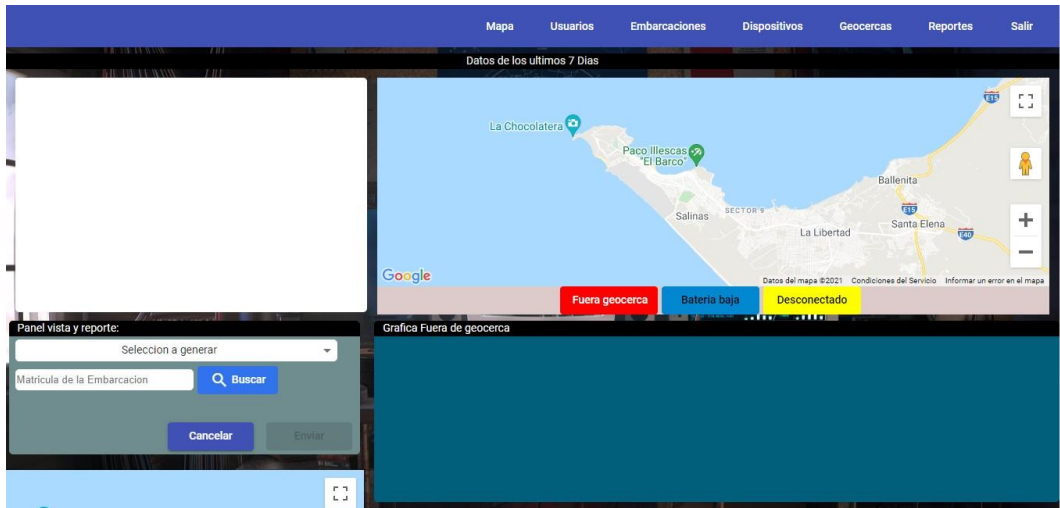 Mapa Usuarios Embarcaciones Dispositivos Geocercas Reportes Salir
Datos de los ultimos 7 Dias
E15
La Chocolatera
Paco Illescas
"El Barco"
Ballenita
SECTOR 9
Salinas
E15
Santa Elena
La Libertad
E40
Google
Datos del mapa ©2021 Condiciones del Servicio Informar un error en el mapa
Fuera geocerca Bateria baja Desconectado
Panel vista y reporte:
Seleccion a generar
Matricula de la Embarcacion Buscar
Cancelar Enviar
Grafica Fuera de geocerca